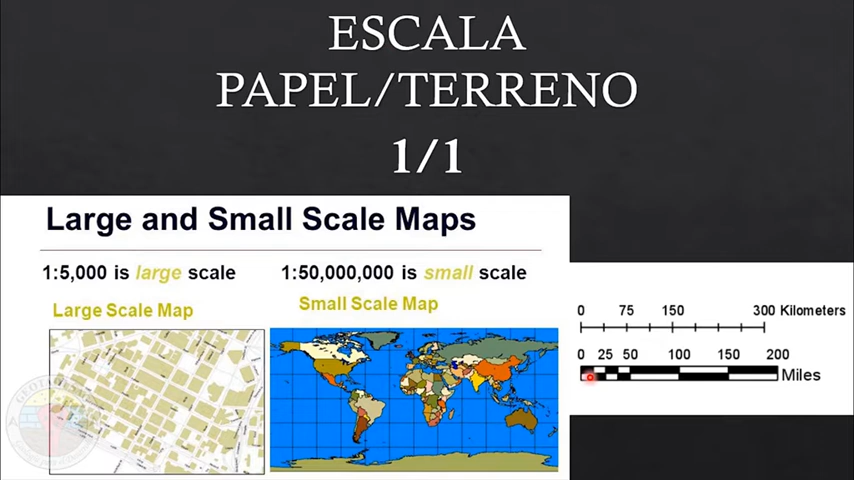 ESCALA
PAPEL/TERRENO
1/1
Large and Small Scale Maps
1:5,000 is large scale
1:50,000,000 is small scale
Large Scale Map
Small Scale Map
0 75 150 300 Kilometers
0 25 50 100 150 200
Miles